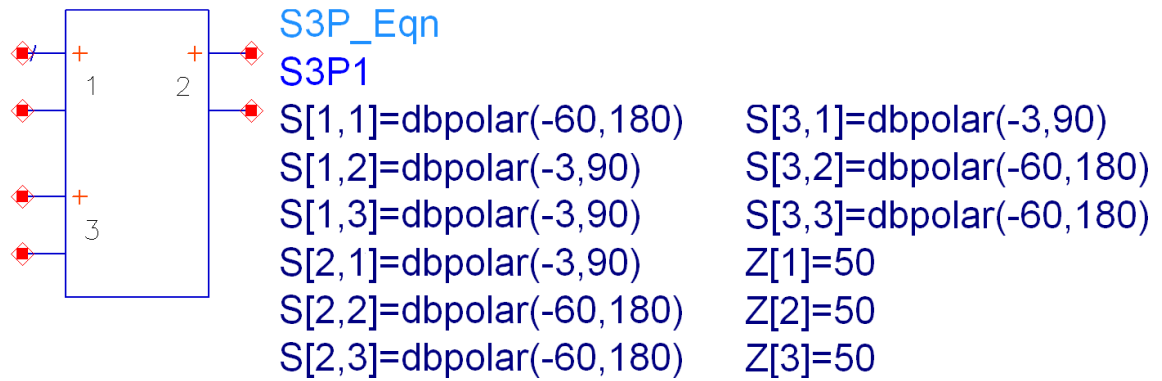 S3P_Eqn
S3P1
S[1,1]=dbpolar(-60,180)
S[1,2]=dbpolar(-3,90)
S[1,3]=dbpolar(-3,90)
S[2,1]=dbpolar(-3,90)
S[2,2]=dbpolar(-60,180)
S[2,3]=dbpolar(-60,180)
S[3,1]=dbpolar(-3,90)
S[3,2]=dbpolar(-60,180)
S[3,3]=dbpolar(-60,180)
Z[1]=50
Z[2]=50
Z[3]=50
+ +
1 2
+
3